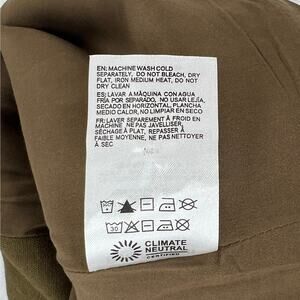 EN: MACHINE WASH COLD
SEPARATELY, DO NOT BLEACH, DRY
FLAT, IRON MEDIUM HEAT, DO NOT
DRY CLEAN
ES: LAVAR A MÁQUINA CON AGUA
FRÍA POR SEPARADO, NO USAR LEJÍA,
SECADO EN HORIZONTAL, PLANCHA
MEDIO CALOR, NO LIMPIAR EN SECO
FR: LAVER SEPAREMENT À FROID EN
MACHINE NE PAS JAVELLISER,
SÉCHAGE À PLAT, REPASSER À
FAIBLE MOYENNE, NE PAS NETTOYER
À SEC
30
CLIMATE
NEUTRAL
CERTIFIED